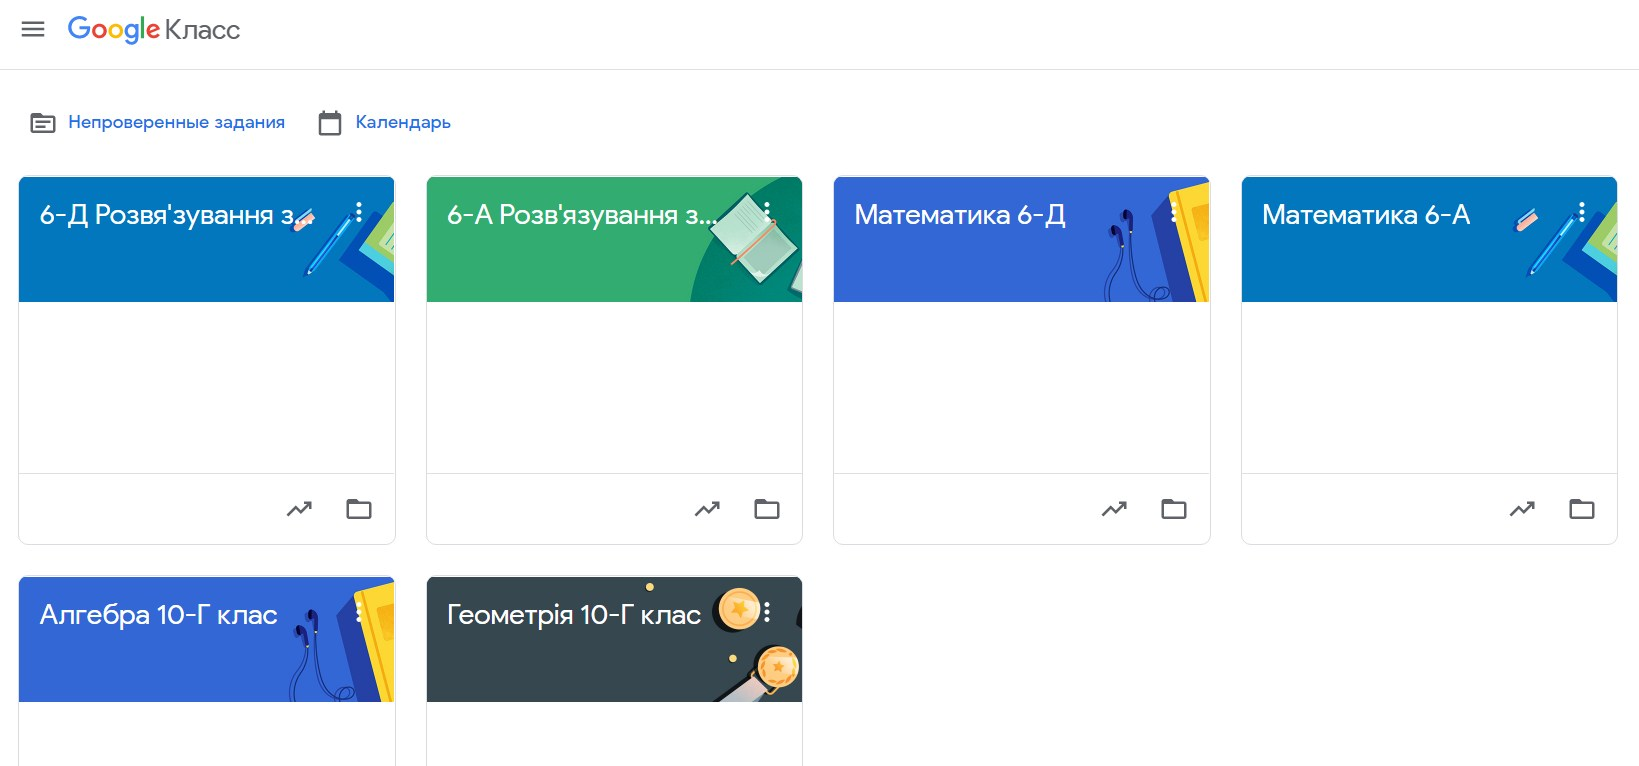 Google Класс
Непроверенные задания
Календарь
6-Д Розвя'зування з...
6-А Розв'язування з...
Математика 6-Д
Математика 6-А
Алгебра 10-Г клас
Геометрія 10-Г клас